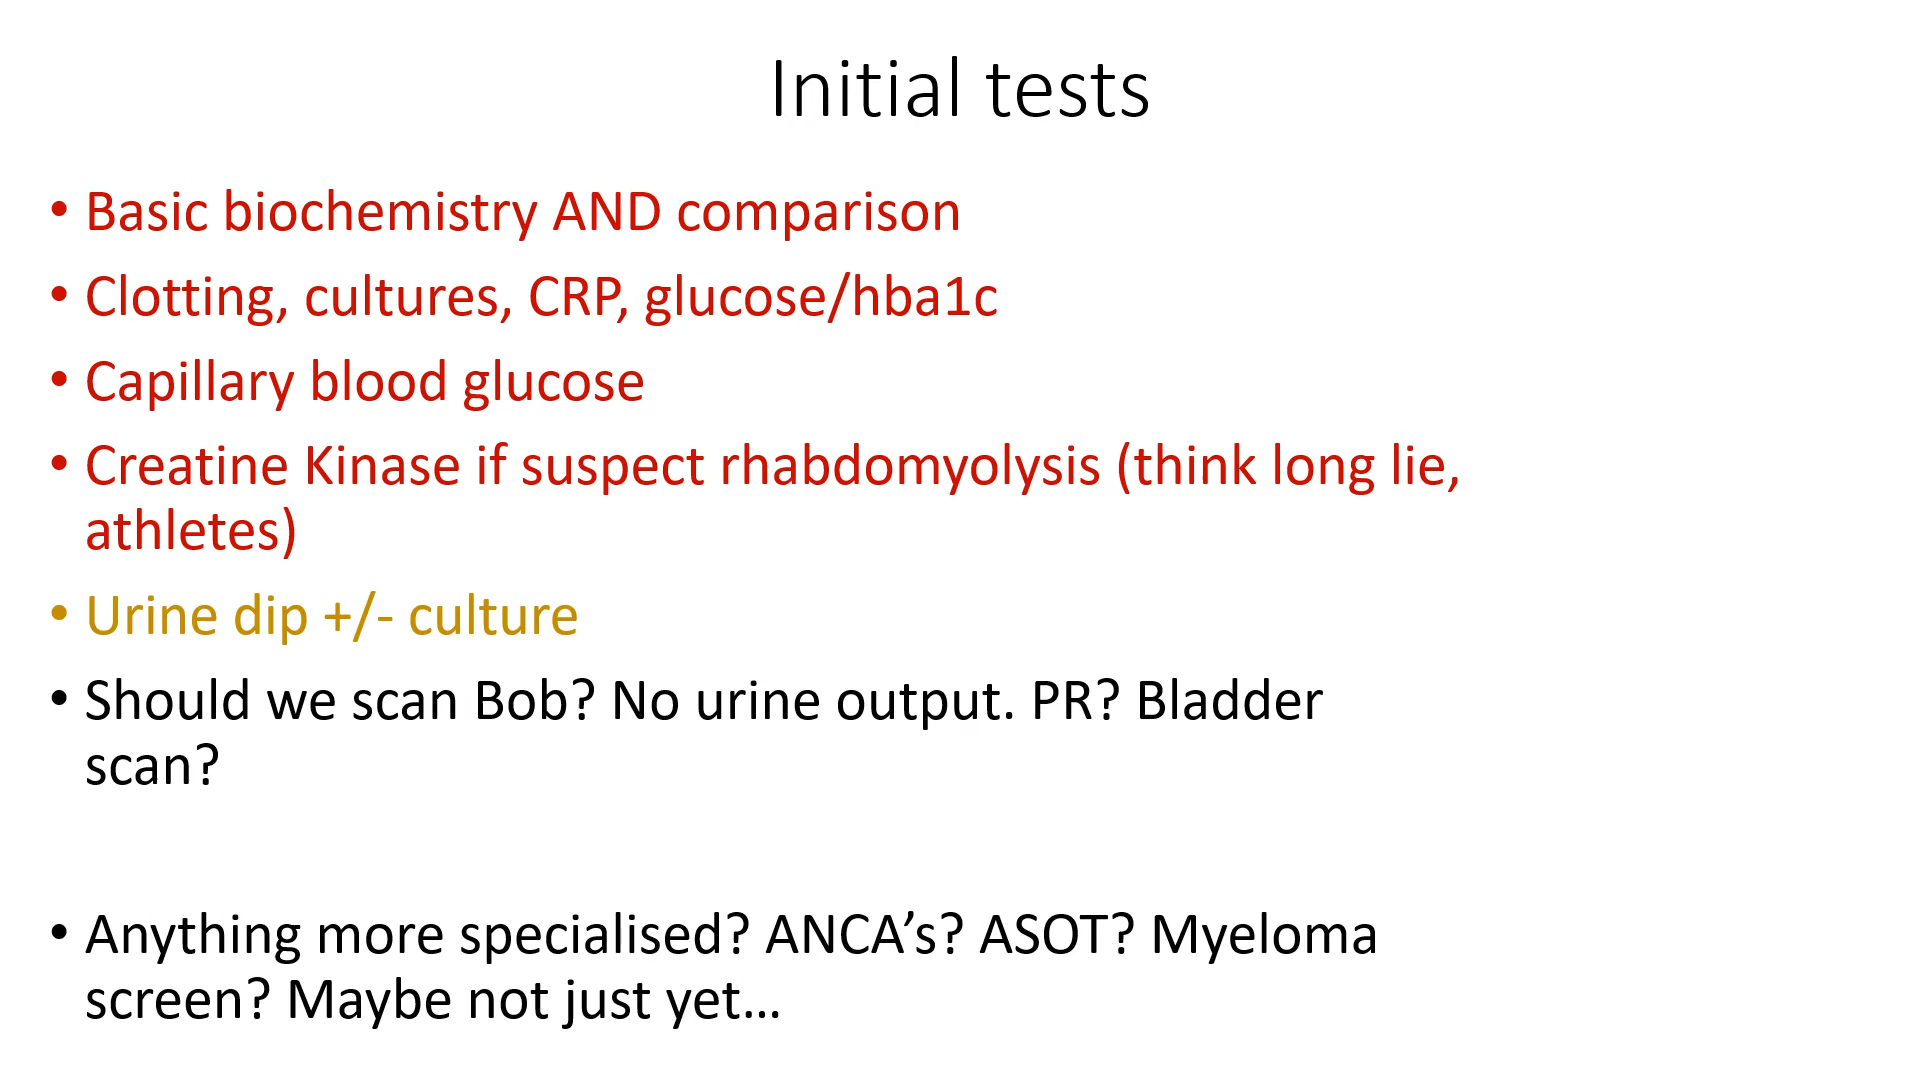 Initial tests
• Basic biochemistry AND comparison
• Clotting, cultures, CRP, glucose/hba1c
• Capillary blood glucose
• Creatine Kinase if suspect rhabdomyolysis (think long lie,
athletes)
• Urine dip +/- culture
• Should we scan Bob? No urine output. PR? Bladder
scan?
• Anything more specialised? ANCA’s? ASOT? Myeloma
screen? Maybe not just yet…